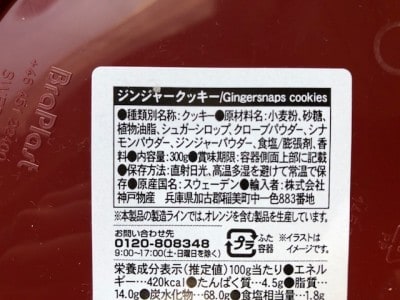 BraPlast
ジンジャークッキー/Gingersnaps cookies
●種類別名称:クッキー●原材料名:小麦粉、砂糖、
植物油脂、シュガーシロップ、クローブパウダー、シナ
モンパウダー、ジンジャーパウダー、食塩/膨張剤、香
料●内容量:300g●賞味期限:容器側面上部に記載
●保存方法:直射日光、高温多湿を避けて常温で保
存●原産国名:スウェーデン●輸入者:株式会社
神戸物産 兵庫県加古郡稲美町中一色883番地
※本製品の製造ラインでは、オレンジを含む製品を生産しています。
お問い合わせ先
0120-808348
9:00~17:00(土・日・祝日を除く)
プラ
ふた
容器
※イラストは
イメージです。
栄養成分表示(推定値)100g当たり●エネル
ギー…420kcal●たんぱく質…4.5g●脂質…
14.0g●炭水化物…68.0g●食塩相当量…1.8g